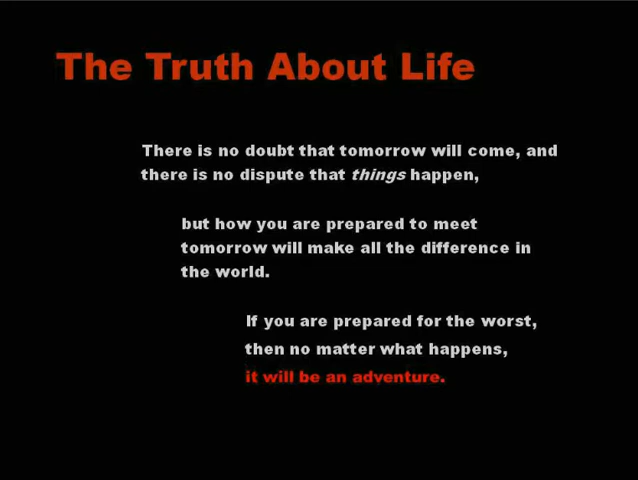 The Truth About Life
There is no doubt that tomorrow will come, and
there is no dispute that things happen,
but how you are prepared to meet
tomorrow will make all the difference in
the world.
If you are prepared for the worst,
then no matter what happens,
it will be an adventure.